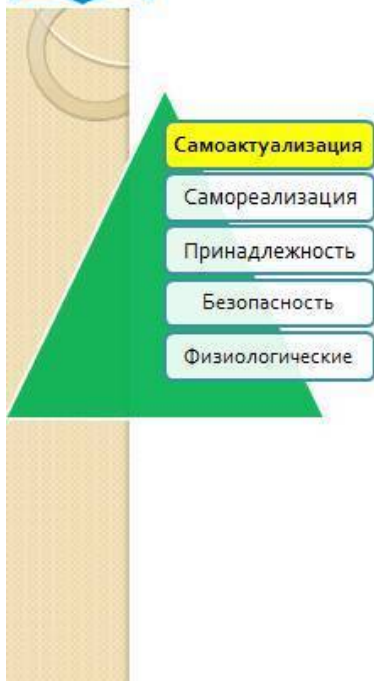 Самоактуализация
Самореализация
Принадлежность
Безопасность
Физиологические